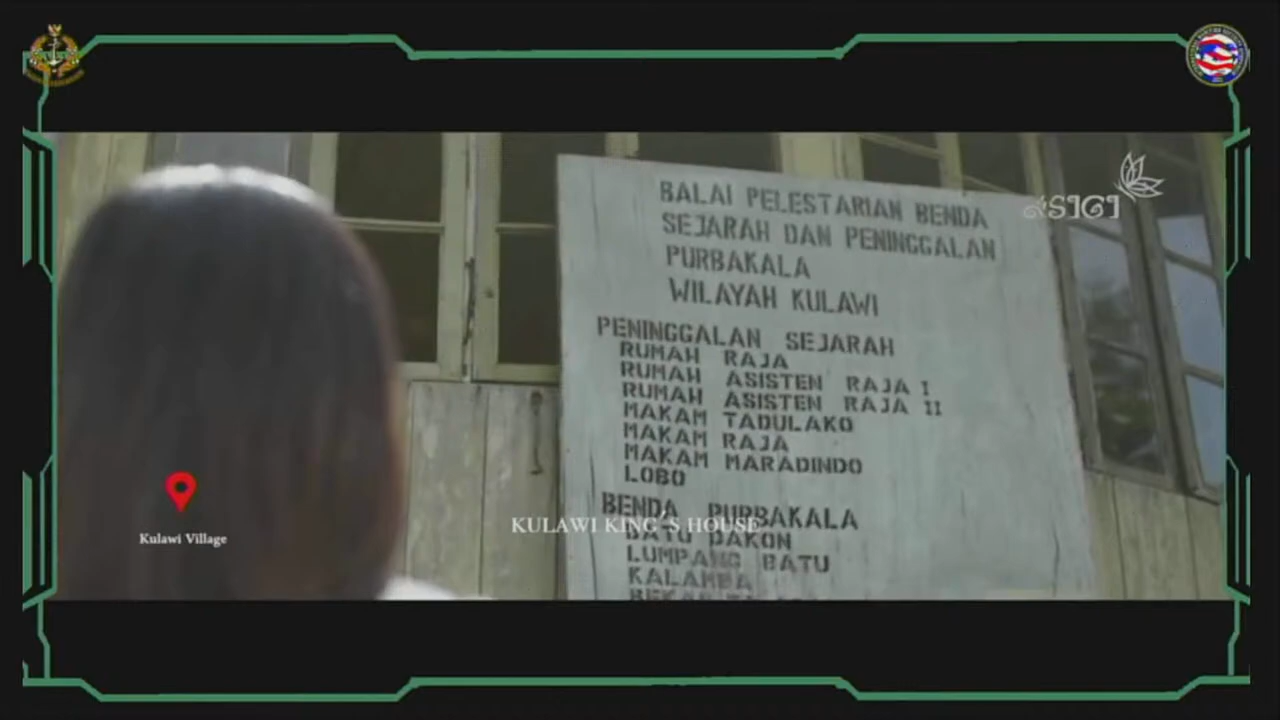 SIGI
BALAI PELESTARIAN BENDA
SEJARAH DAN PENINGGALAN
PURBAKALA
WILAYAH KULAWI
PENINGGALAN SEJARAH
RUMAH RAJA
RUMAH ASISTEN RAJA I
RUMAH ASISTEN RAJA II
MAKAM TADULAKO
MAKAM RAJA
MAKAM MARADINDO
LOBO
BENDA PURBAKALA
KULAWI KING´S HOUSE
BATU DAKON
LUMPANG BATU
KALAMBA
Kulawi Village